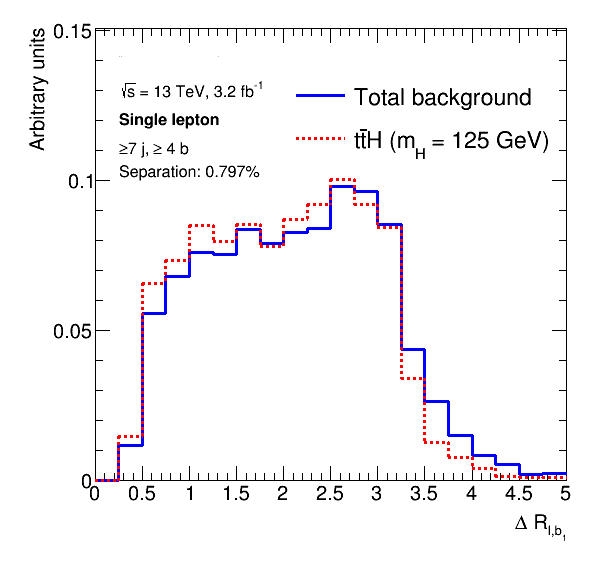 0.15
Arbitrary units
√s = 13 TeV, 3.2 fb⁻¹
Single lepton
≥7 j, ≥ 4 b
Separation: 0.797%
Total background
tt̄H (m_H = 125 GeV)
0.1
0.05
0
0 0.5 1 1.5 2 2.5 3 3.5 4 4.5 5
Δ R_l,b₁